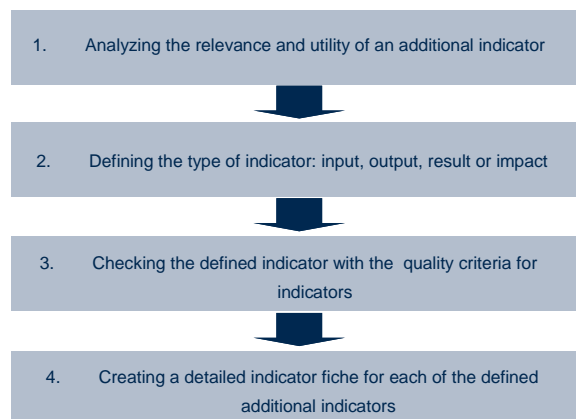 1. Analyzing the relevance and utility of an additional indicator
2. Defining the type of indicator: input, output, result or impact
3. Checking the defined indicator with the quality criteria for
indicators
4. Creating a detailed indicator fiche for each of the defined
additional indicators